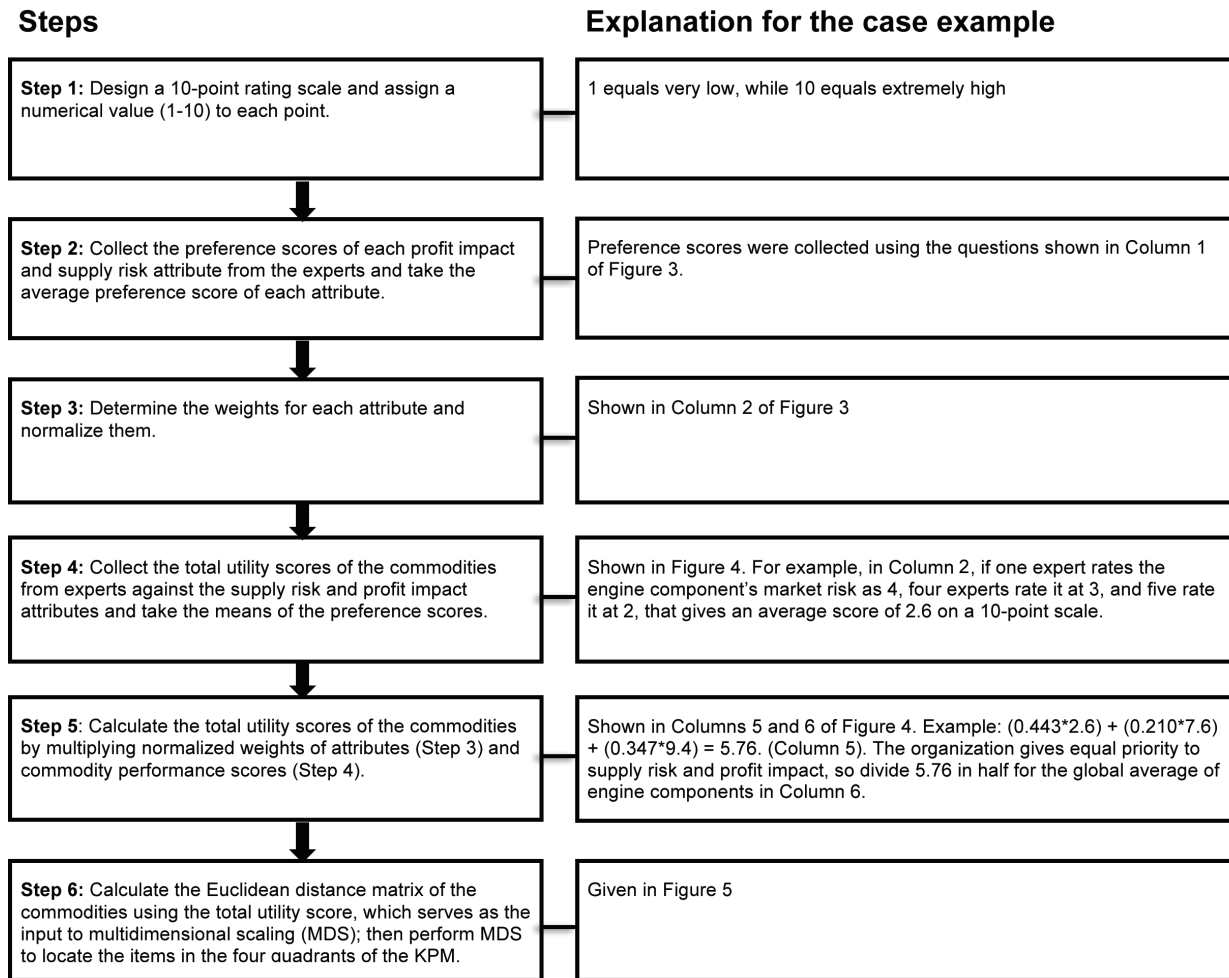 Steps
Explanation for the case example
Step 1: Design a 10-point rating scale and assign a
numerical value (1-10) to each point.
1 equals very low, while 10 equals extremely high
Step 2: Collect the preference scores of each profit impact
and supply risk attribute from the experts and take the
average preference score of each attribute.
Preference scores were collected using the questions shown in Column 1
of Figure 3.
Step 3: Determine the weights for each attribute and
normalize them.
Shown in Column 2 of Figure 3
Step 4: Collect the total utility scores of the commodities
from experts against the supply risk and profit impact
attributes and take the means of the preference scores.
Shown in Figure 4. For example, in Column 2, if one expert rates the
engine component's market risk as 4, four experts rate it at 3, and five rate
it at 2, that gives an average score of 2.6 on a 10-point scale.
Step 5: Calculate the total utility scores of the commodities
by multiplying normalized weights of attributes (Step 3) and
commodity performance scores (Step 4).
Shown in Columns 5 and 6 of Figure 4. Example: (0.443*2.6) + (0.210*7.6)
+ (0.347*9.4) = 5.76. (Column 5). The organization gives equal priority to
supply risk and profit impact, so divide 5.76 in half for the global average of
engine components in Column 6.
Step 6: Calculate the Euclidean distance matrix of the
commodities using the total utility score, which serves as the
input to multidimensional scaling (MDS); then perform MDS
to locate the items in the four quadrants of the KPM.
Given in Figure 5